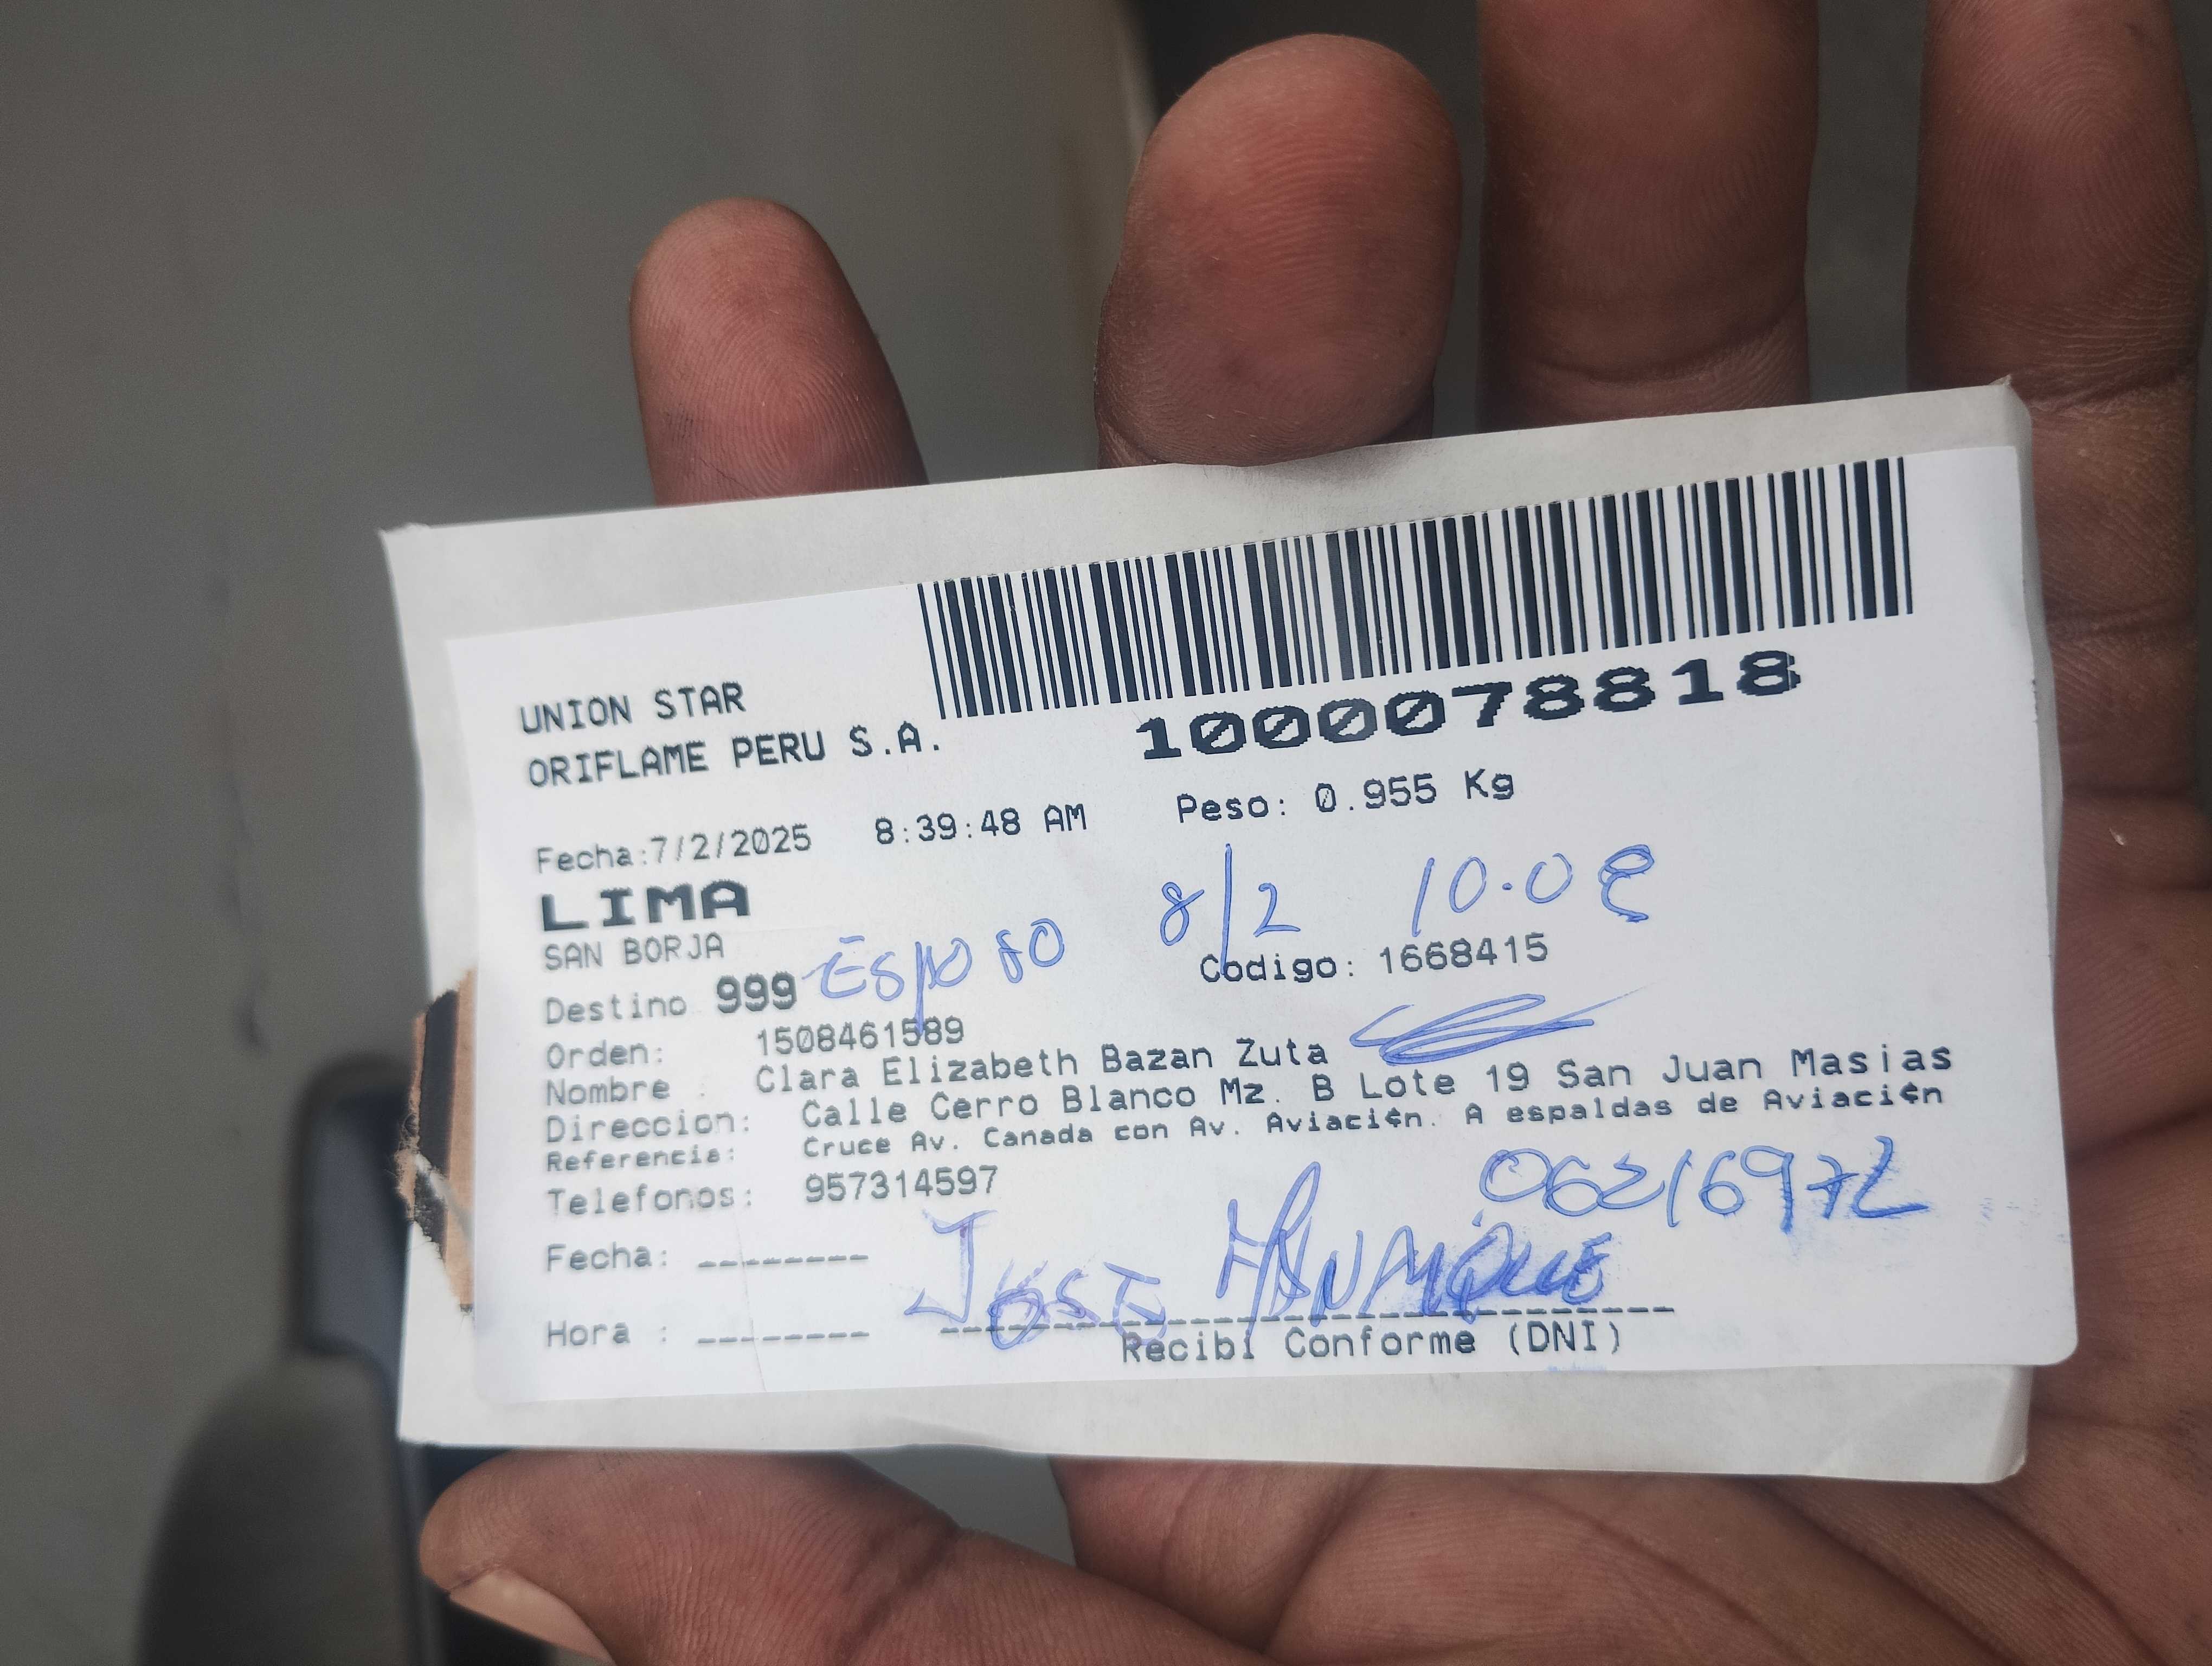 UNION STAR
ORIFLAME PERU S.A.
1000078818
Fecha:7/2/2025 8:39:48 AM Peso: 0.955 Kg
LIMA
SAN BORJA
Esposo 8/2 10.08
Destino 999 Codigo: 1668415
Orden: 1508461589
Nombre : Clara Elizabeth Bazan Zuta
Direccion: Calle Cerro Blanco Mz. B Lote 19 San Juan Masias
Referencia: Cruce Av. Canada con Av. Aviaci¢n. A espaldas de Aviaci¢n
Telefonos: 957314597
06216972
Fecha: --------
José Manrique
Hora : --------
Recibi Conforme (DNI)